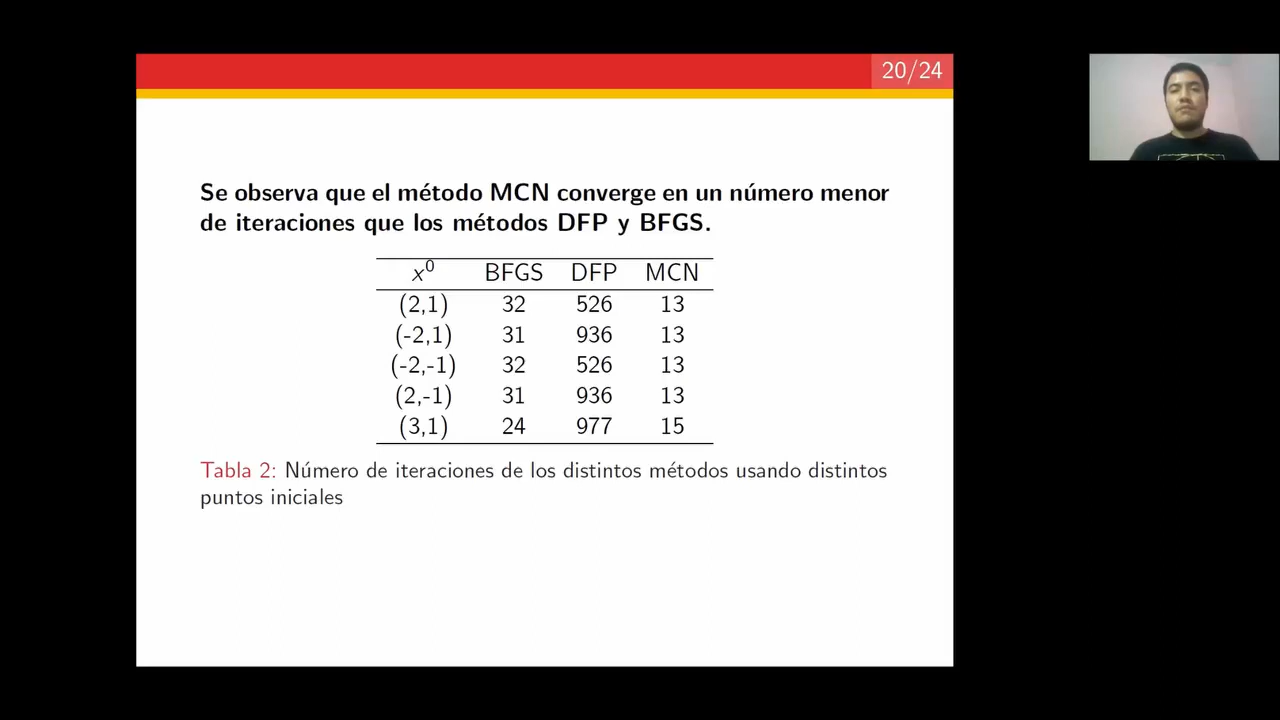 20/24
Se observa que el método MCN converge en un número menor
de iteraciones que los métodos DFP y BFGS.
x⁰ BFGS DFP MCN
(2,1) 32 526 13
(-2,1) 31 936 13
(-2,-1) 32 526 13
(2,-1) 31 936 13
(3,1) 24 977 15
Tabla 2: Número de iteraciones de los distintos métodos usando distintos
puntos iniciales